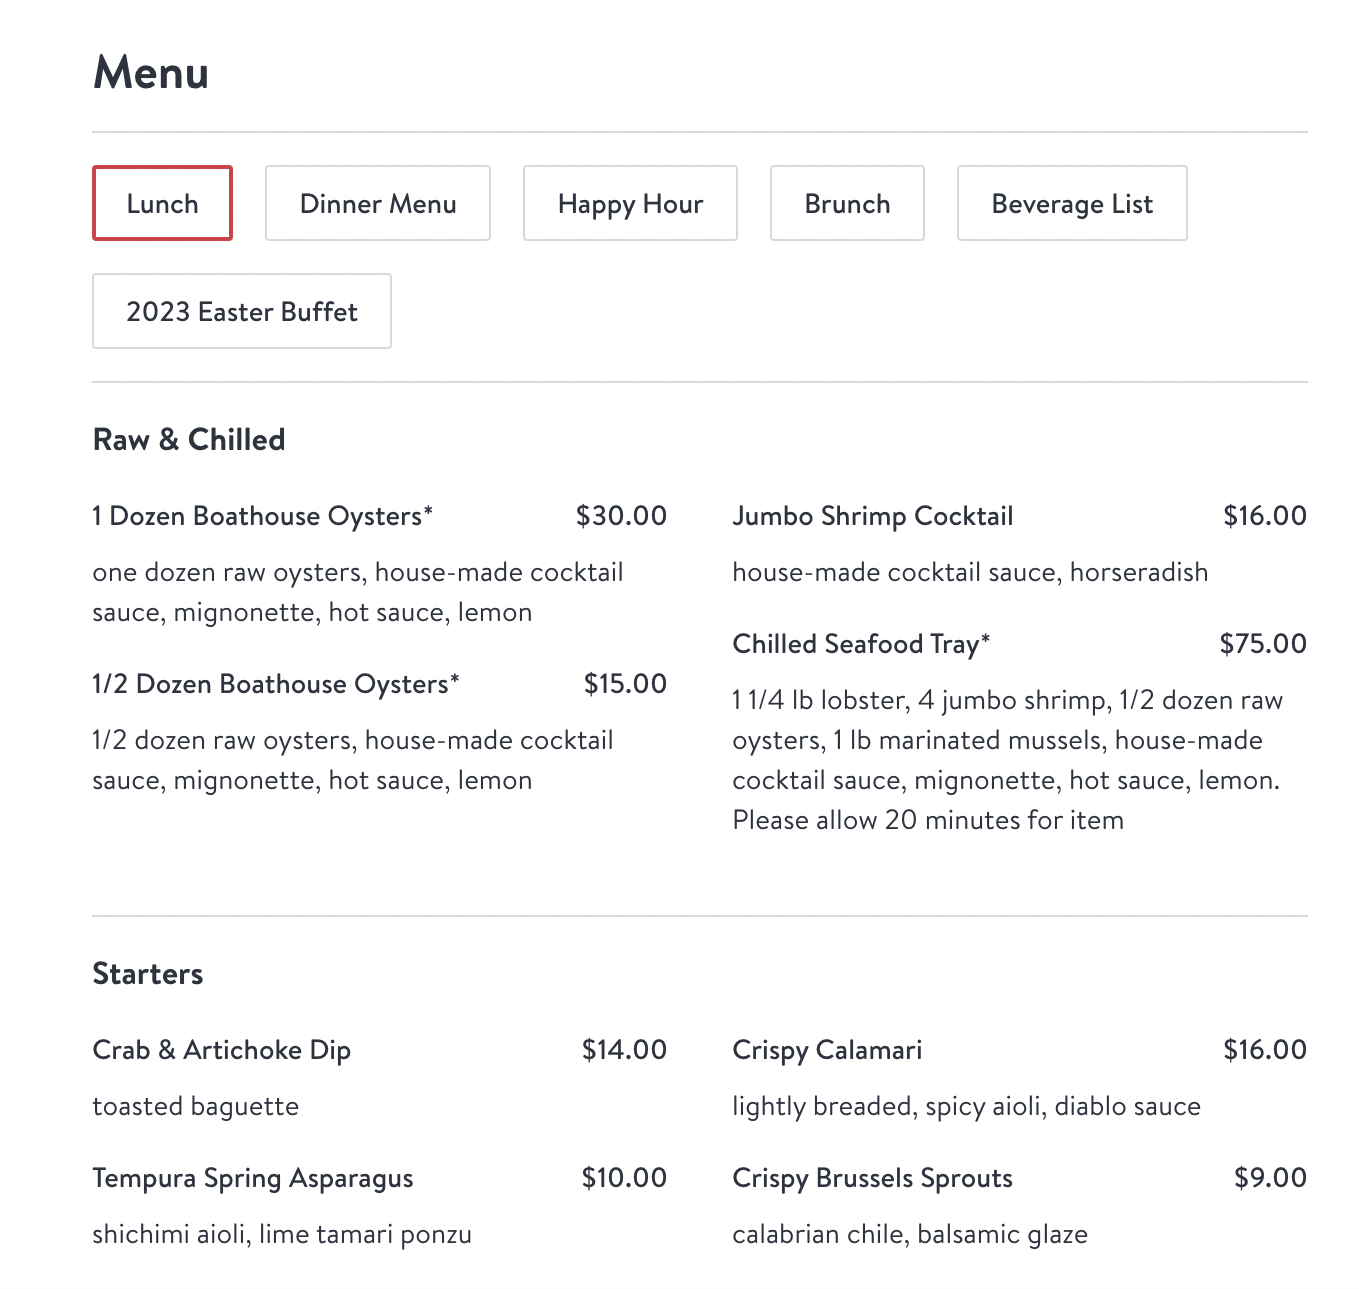 Menu
Lunch
Dinner Menu
Happy Hour
Brunch
Beverage List
2023 Easter Buffet
Raw & Chilled
1 Dozen Boathouse Oysters* $30.00
one dozen raw oysters, house-made cocktail
sauce, mignonette, hot sauce, lemon
1/2 Dozen Boathouse Oysters* $15.00
1/2 dozen raw oysters, house-made cocktail
sauce, mignonette, hot sauce, lemon
Jumbo Shrimp Cocktail $16.00
house-made cocktail sauce, horseradish
Chilled Seafood Tray* $75.00
1 1/4 lb lobster, 4 jumbo shrimp, 1/2 dozen raw
oysters, 1 lb marinated mussels, house-made
cocktail sauce, mignonette, hot sauce, lemon.
Please allow 20 minutes for item
Starters
Crab & Artichoke Dip $14.00
toasted baguette
Tempura Spring Asparagus $10.00
shichimi aioli, lime tamari ponzu
Crispy Calamari $16.00
lightly breaded, spicy aioli, diablo sauce
Crispy Brussels Sprouts $9.00
calabrian chile, balsamic glaze